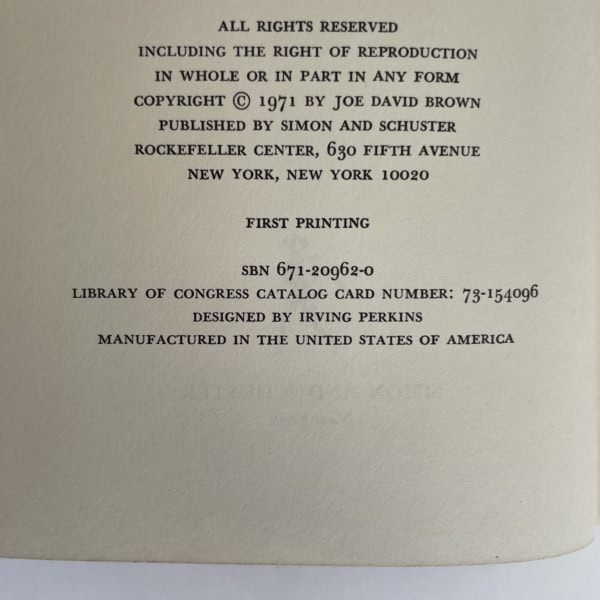 ALL RIGHTS RESERVED
INCLUDING THE RIGHT OF REPRODUCTION
IN WHOLE OR IN PART IN ANY FORM
COPYRIGHT © 1971 BY JOE DAVID BROWN
PUBLISHED BY SIMON AND SCHUSTER
ROCKEFELLER CENTER, 630 FIFTH AVENUE
NEW YORK, NEW YORK 10020
FIRST PRINTING
SBN 671-20962-0
LIBRARY OF CONGRESS CATALOG CARD NUMBER: 73-154096
DESIGNED BY IRVING PERKINS
MANUFACTURED IN THE UNITED STATES OF AMERICA